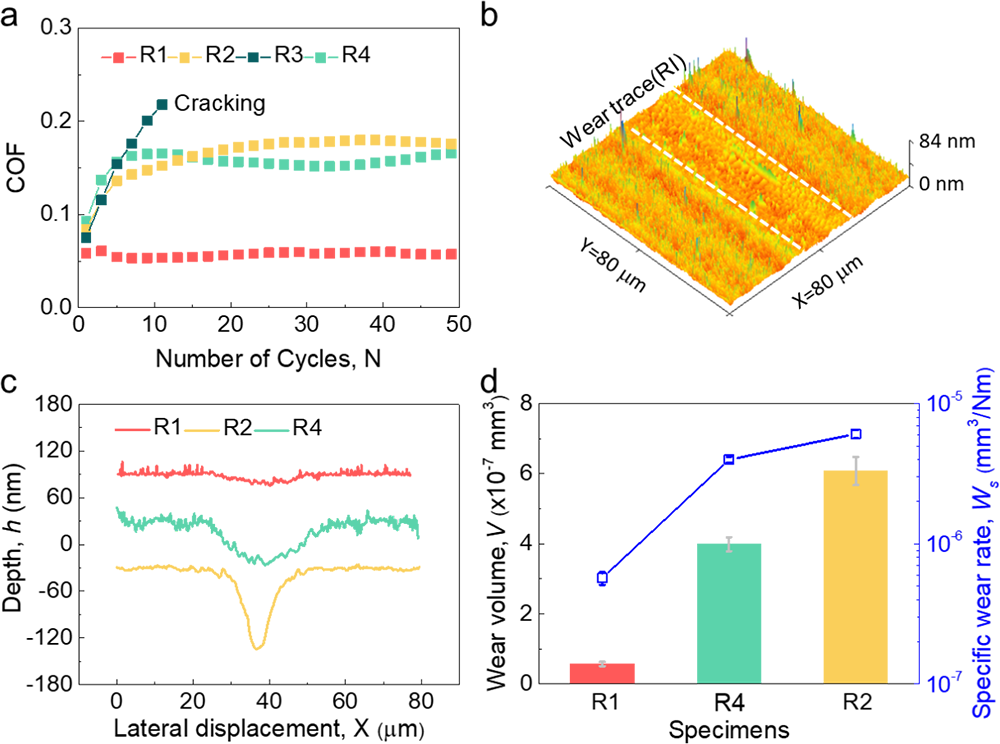 a
0.3
0.2
0.1
0.0
COF
R1 R2 R3 R4
Cracking
0 10 20 30 40 50
Number of Cycles, N
b
Wear trace(RI)
84 nm
0 nm
Y=80 μm
X=80 μm
c
180
120
60
0
-60
-120
-180
Depth, h (nm)
R1 R2 R4
0 20 40 60 80
Lateral displacement, X (μm)
d
8
6
4
2
0
Wear volume, V (x10⁻⁷ mm³)
10⁻⁵
10⁻⁶
10⁻⁷
Specific wear rate, Wₛ (mm³/Nm)
R1 R4 R2
Specimens